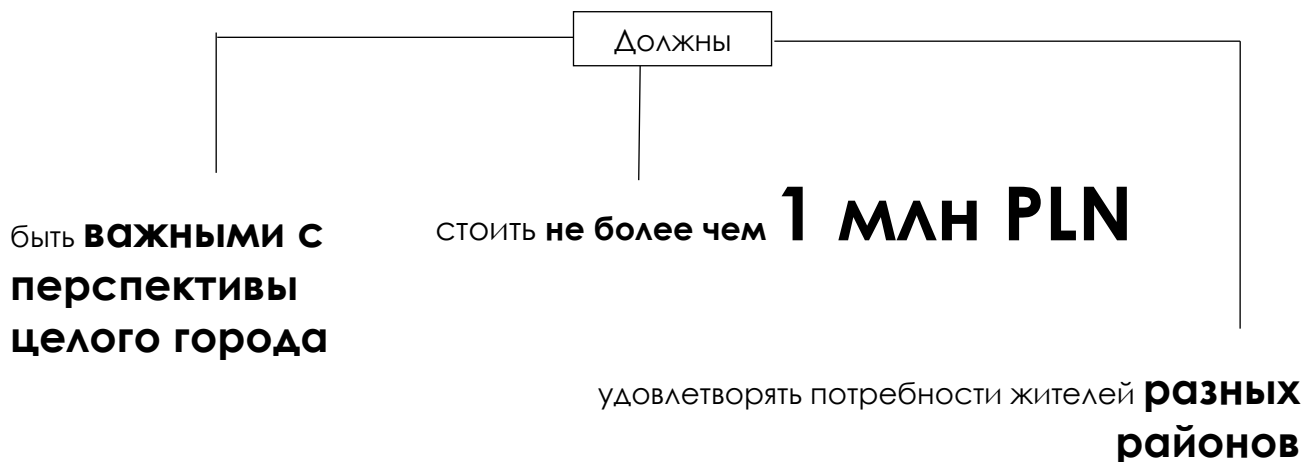 Должны
быть важными с
перспективы
целого города
стоить не более чем 1 млн PLN
удовлетворять потребности жителей разных
районов